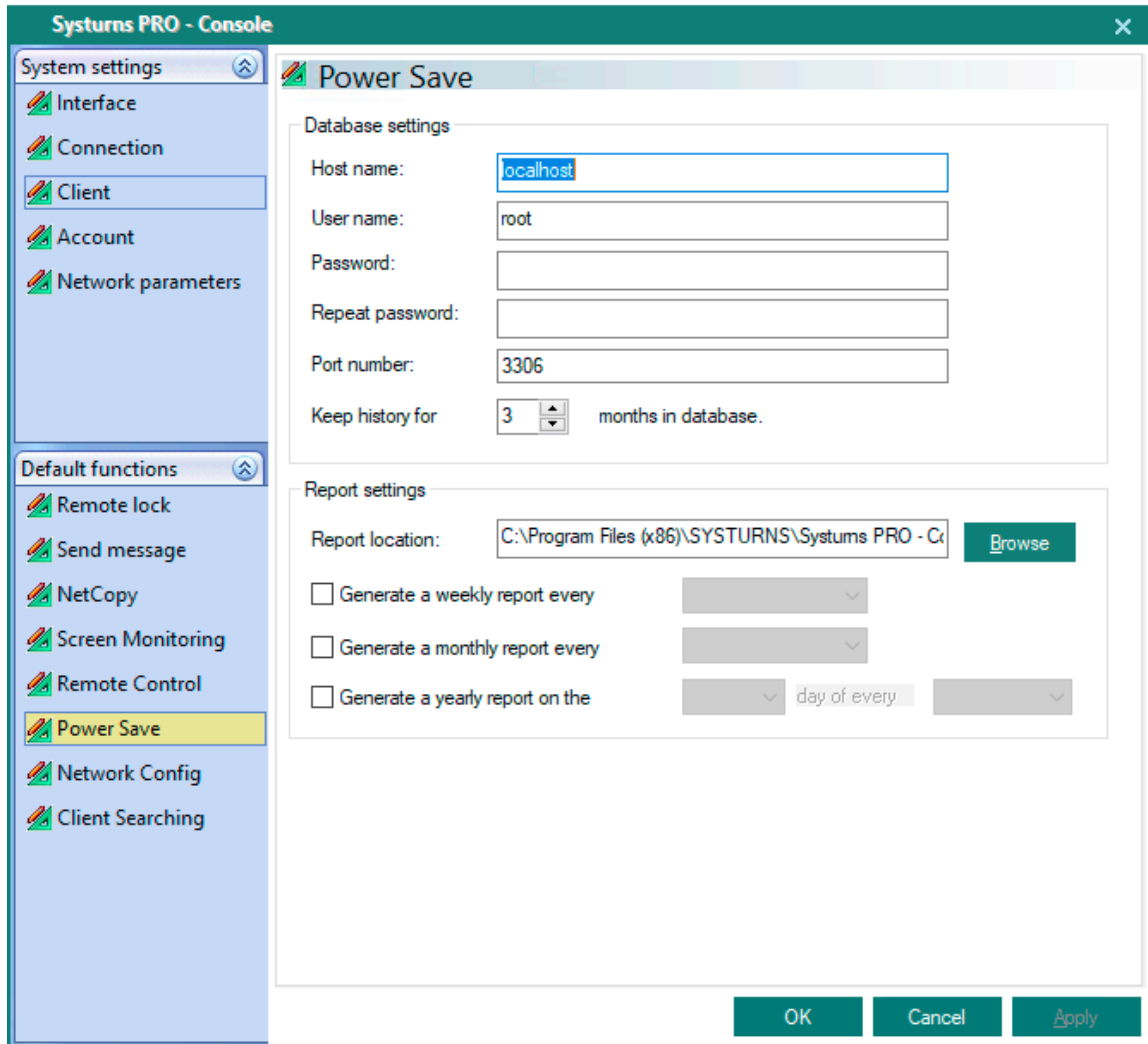 Systurns PRO - Console
System settings
Interface
Connection
Client
Account
Network parameters
Default functions
Remote lock
Send message
NetCopy
Screen Monitoring
Remote Control
Power Save
Network Config
Client Searching
Power Save
Database settings
Host name: localhost
User name: root
Password:
Repeat password:
Port number: 3306
Keep history for 3 months in database.
Report settings
Report location: C:\Program Files (x86)\SYSTURNS\Systurns PRO - Co Browse
Generate a weekly report every
Generate a monthly report every
Generate a yearly report on the day of every
OK Cancel Apply